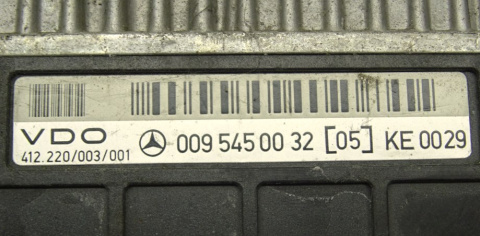 VDO 009 545 00 32 [05] KE 0029
412.220/003/001